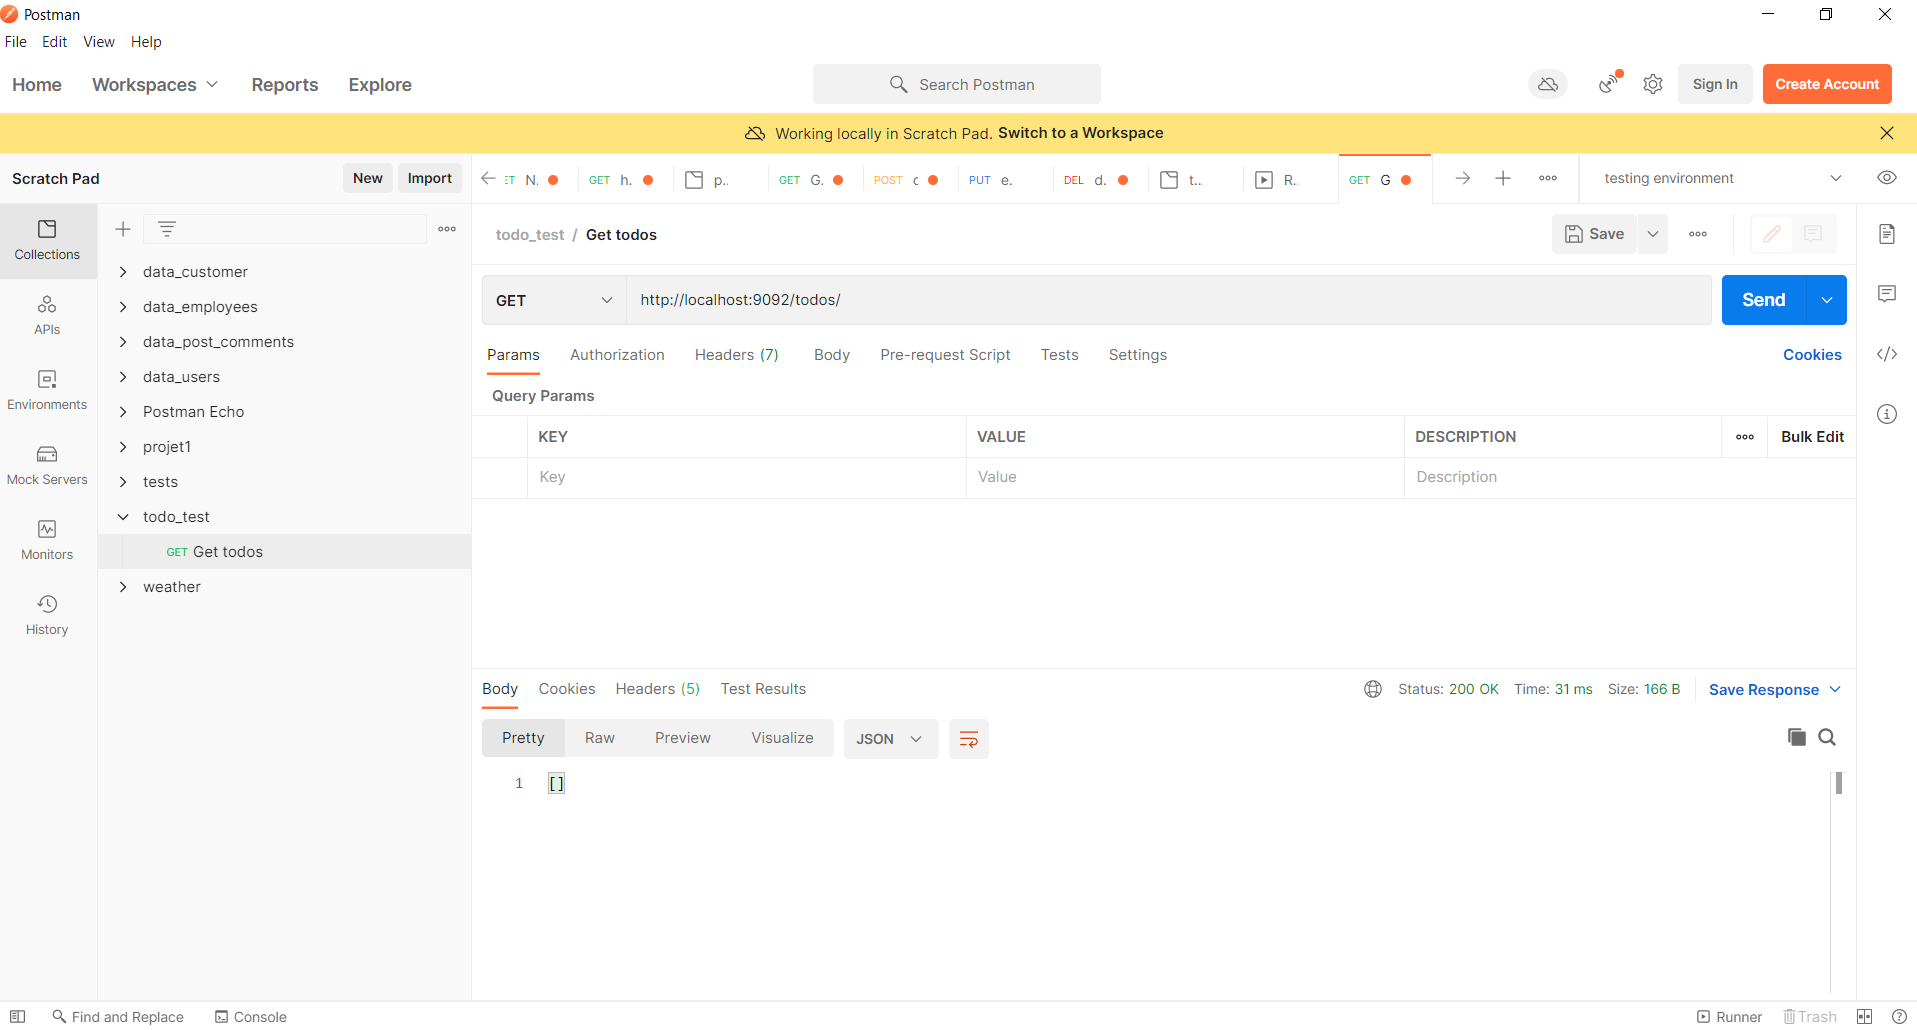 Postman
File Edit View Help
Home Workspaces Reports Explore Search Postman Sign In Create Account
Working locally in Scratch Pad. Switch to a Workspace
Scratch Pad New Import
ET N. GET h. p.. GET G. POST c PUT e. DEL d. t... R.. GET G testing environment
Collections
APIs
Environments
Mock Servers
Monitors
History
data_customer
data_employees
data_post_comments
data_users
Postman Echo
projet1
tests
todo_test
GET Get todos
weather
todo_test / Get todos Save
GET http://localhost:9092/todos/ Send
Params Authorization Headers (7) Body Pre-request Script Tests Settings Cookies
Query Params
KEY VALUE DESCRIPTION Bulk Edit
Key Value Description
Body Cookies Headers (5) Test Results Status: 200 OK Time: 31 ms Size: 166 B Save Response
Pretty Raw Preview Visualize JSON
1 []
Find and Replace Console Runner Trash